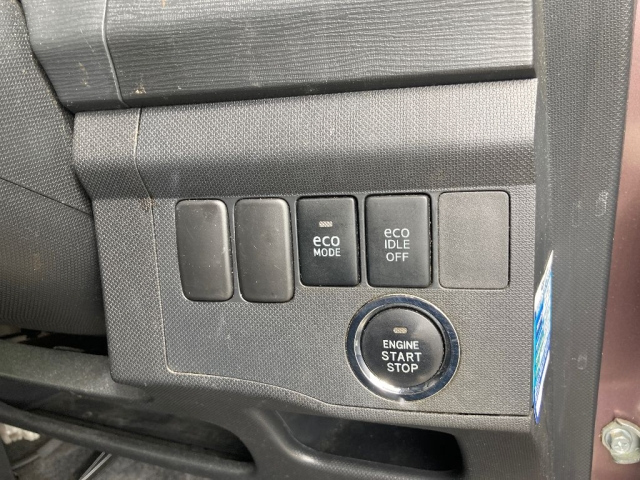 eco
MODE
eco
IDLE
OFF
ENGINE
START
STOP